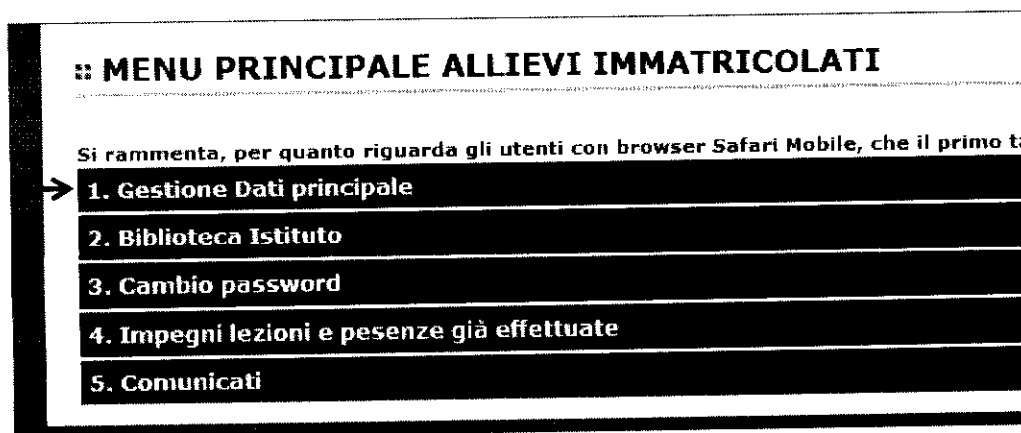 :: MENU PRINCIPALE ALLIEVI IMMATRICOLATI
Si rammenta, per quanto riguarda gli utenti con browser Safari Mobile, che il primo
1. Gestione Dati principale
2. Biblioteca Istituto
3. Cambio password
4. Impegni lezioni e pesenze già effettuate
5. Comunicati